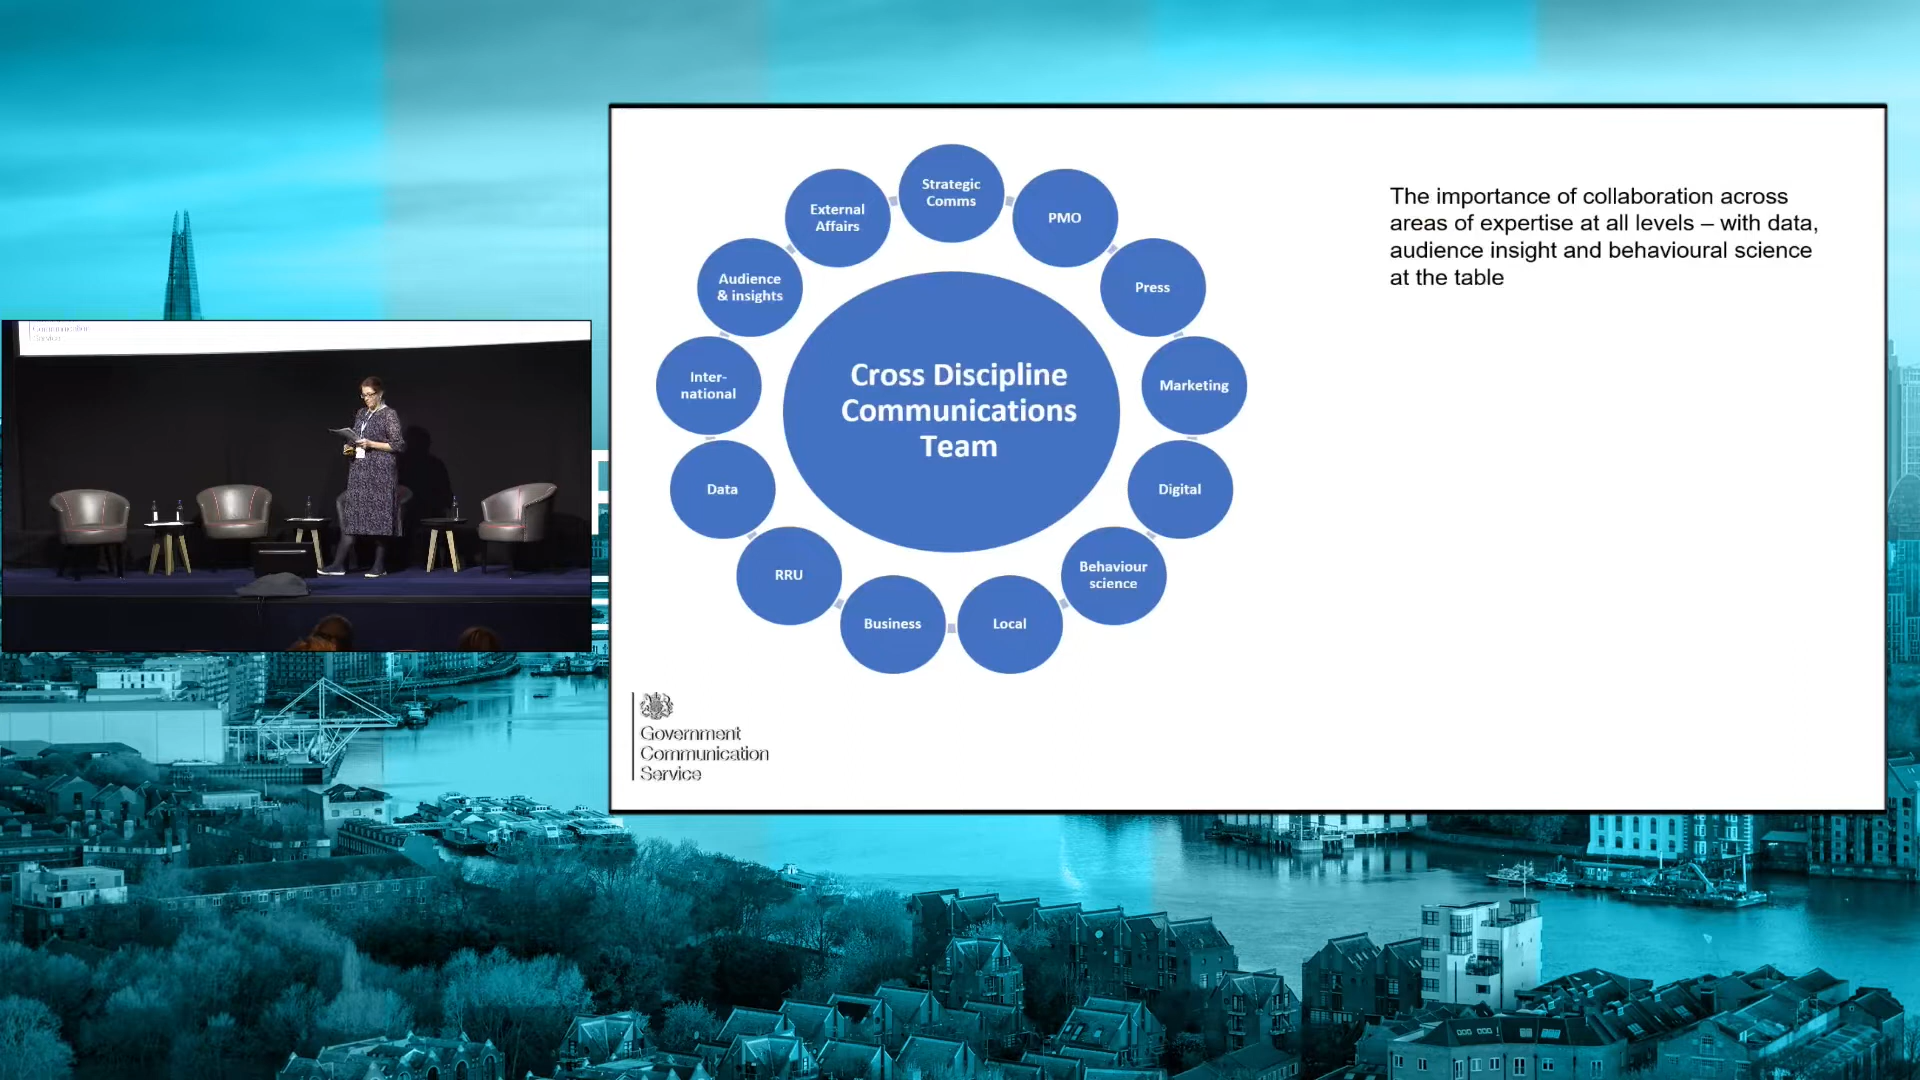 Strategic
Comms
PMO
Press
Marketing
Digital
Behaviour
science
Local
Business
RRU
Data
Inter-
national
Audience
& insights
External
Affairs
Cross Discipline
Communications
Team
The importance of collaboration across
areas of expertise at all levels – with data,
audience insight and behavioural science
at the table
Government
Communication
Service
Communication
Service